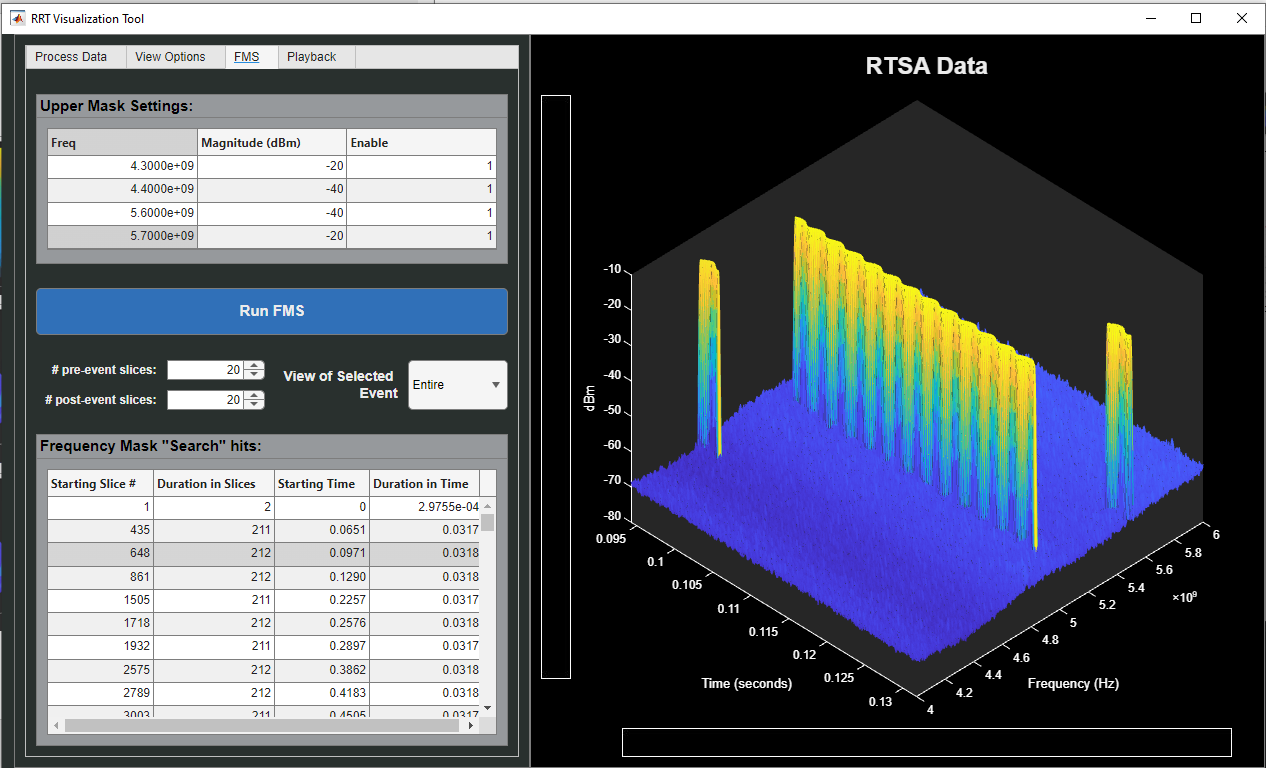 RRT Visualization Tool
Process Data View Options FMS Playback
Upper Mask Settings:
Freq Magnitude (dBm) Enable
4.3000e+09 -20 1
4.4000e+09 -40 1
5.6000e+09 -40 1
5.7000e+09 -20 1
Run FMS
# pre-event slices: 20
# post-event slices: 20
View of Selected
Event
Entire
Frequency Mask "Search" hits:
Starting Slice # Duration in Slices Starting Time Duration in Time
1 2 0 2.9755e-04
435 211 0.0651 0.0317
648 212 0.0971 0.0318
861 212 0.1290 0.0318
1505 211 0.2257 0.0317
1718 212 0.2576 0.0318
1932 211 0.2897 0.0317
2575 212 0.3862 0.0318
2789 212 0.4183 0.0318
3003 211 0.4505 0.0317
RTSA Data
-10
-20
-30
-40
-50
-60
-70
-80
dBm
0.095
0.1
0.105
0.11
0.115
0.12
0.125
0.13
Time (seconds)
6
5.8
5.6
5.4
5.2
5
4.8
4.6
4.4
4.2
4
×10⁹
Frequency (Hz)